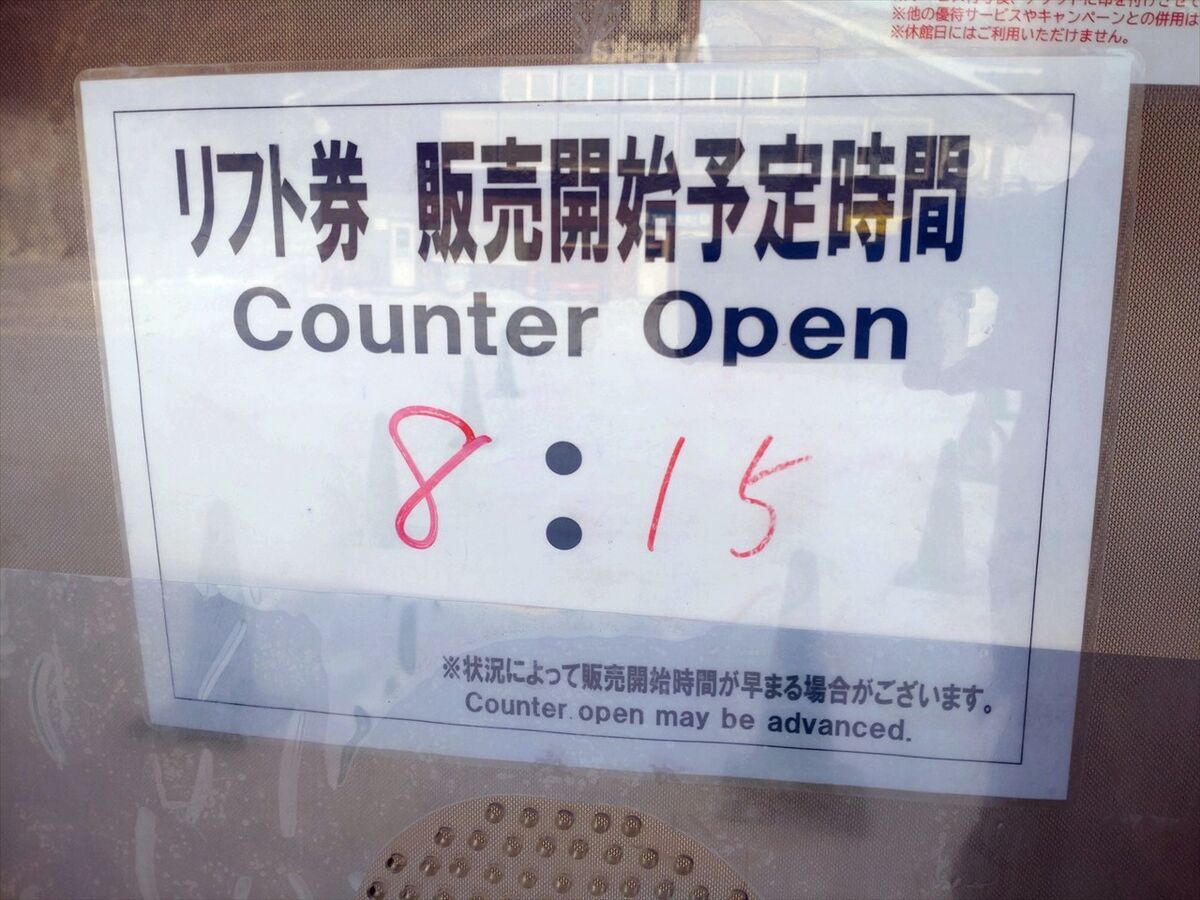 ※他の優待サービスやキャンペーンとの併用は
※休館日にはご利用いただけません。
リフト券 販売開始予定時間
Counter Open
8:15
※状況によって販売開始時間が早まる場合がございます。
Counter open may be advanced.